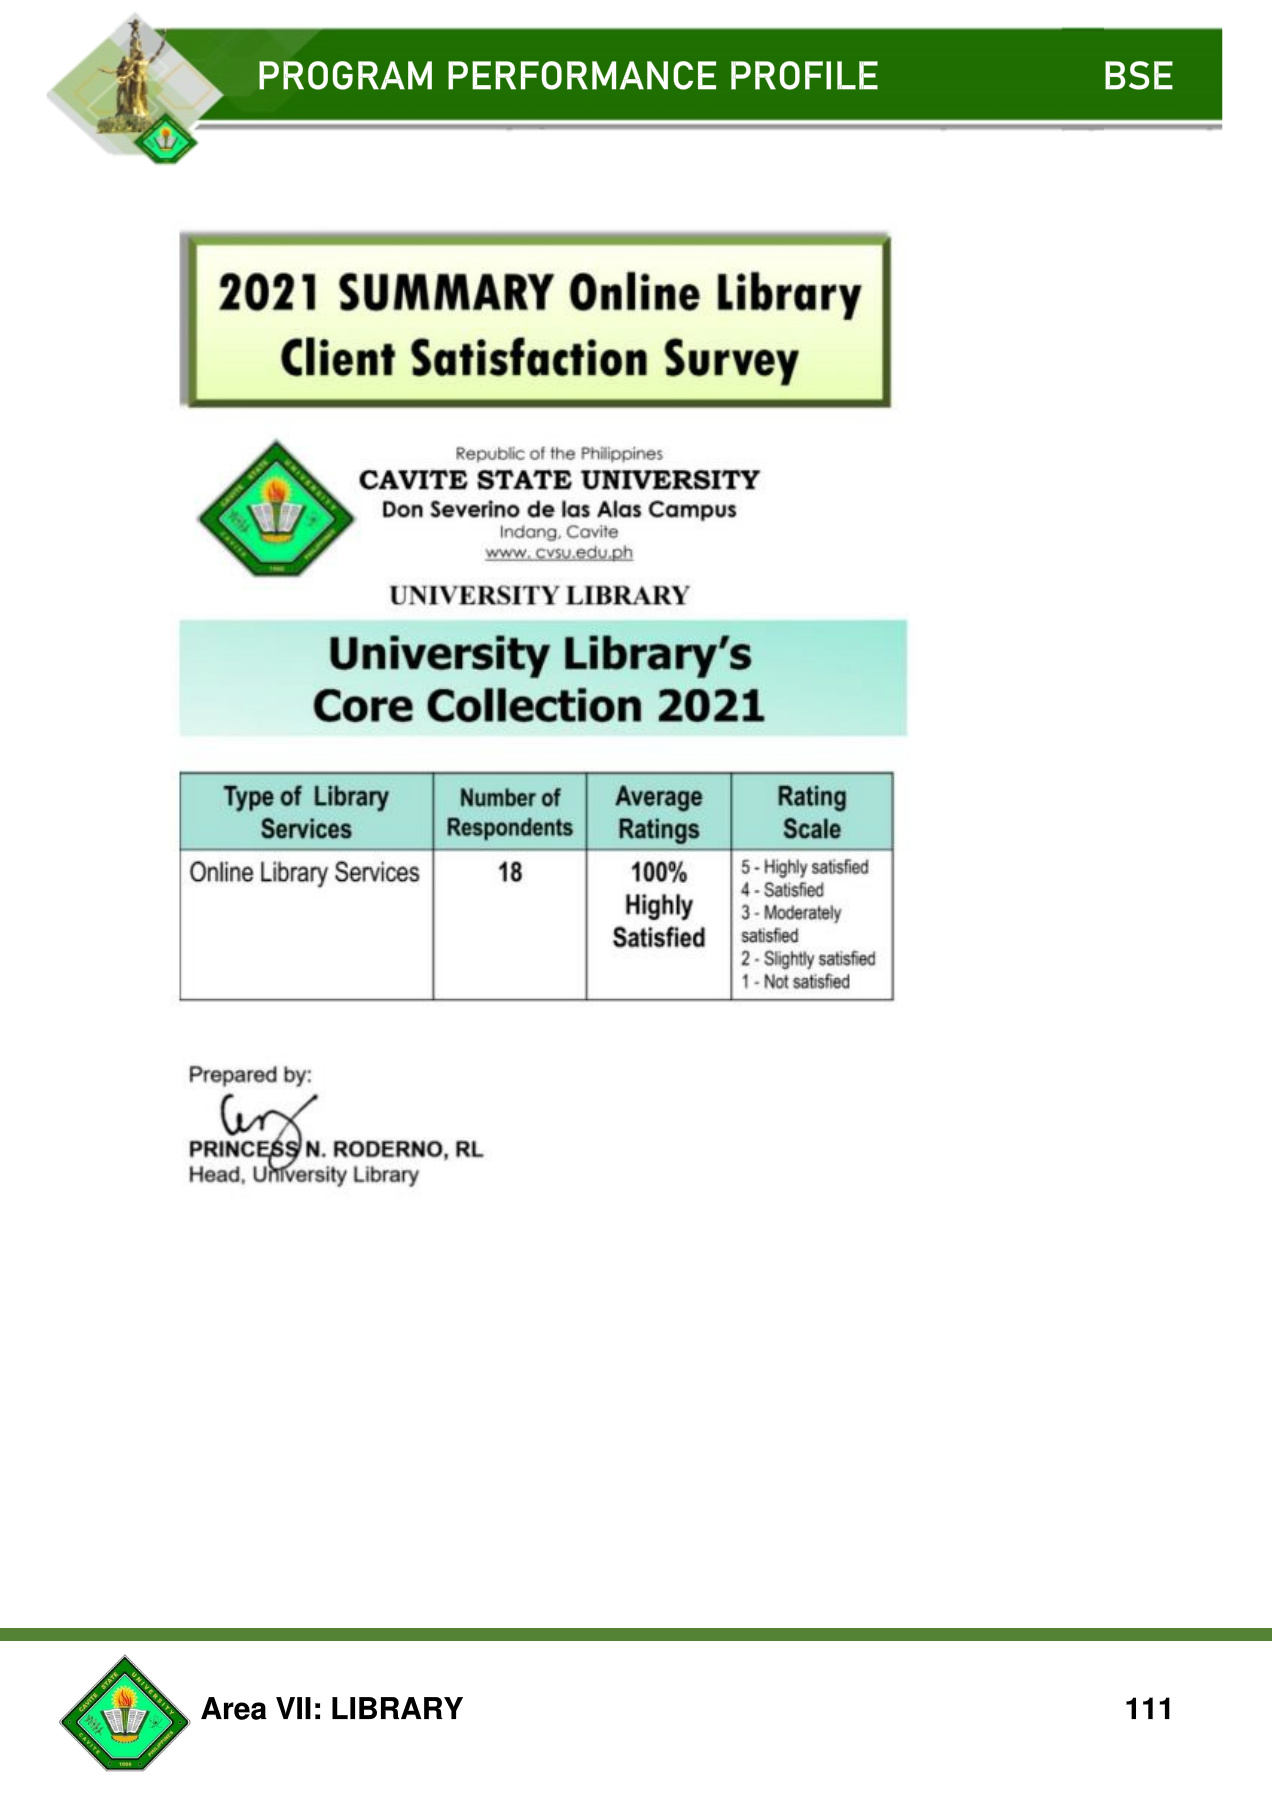 PROGRAM PERFORMANCE PROFILE BSE
2021 SUMMARY Online Library
Client Satisfaction Survey
Republic of the Philippines
CAVITE STATE UNIVERSITY
Don Severino de las Alas Campus
Indang, Cavite
www. cvsu.edu.ph
UNIVERSITY LIBRARY
University Library's
Core Collection 2021
Type of Library
Services
Number of
Respondents
Average
Ratings
Rating
Scale
Online Library Services
18
100%
Highly
Satisfied
5 - Highly satisfied
4 - Satisfied
3 - Moderately
satisfied
2 - Slightly satisfied
1 - Not satisfied
Prepared by:
PRINCESS N. RODERNO, RL
Head, University Library
CAVITE STATE UNIVERSITY
Area VII: LIBRARY 111